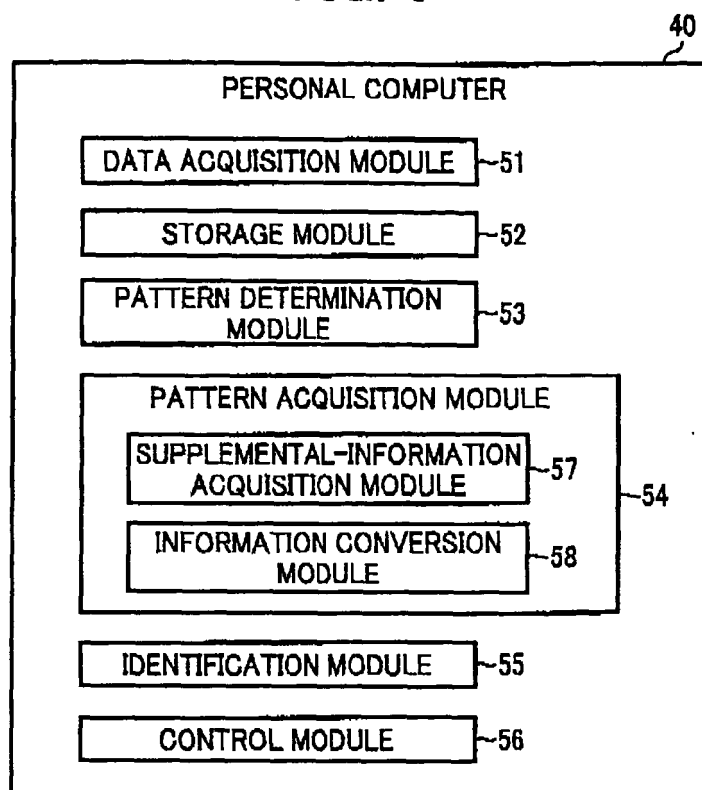 40
PERSONAL COMPUTER
DATA ACQUISITION MODULE 51
STORAGE MODULE 52
PATTERN DETERMINATION
MODULE 53
PATTERN ACQUISITION MODULE 54
SUPPLEMENTAL-INFORMATION
ACQUISITION MODULE 57
INFORMATION CONVERSION
MODULE 58
IDENTIFICATION MODULE 55
CONTROL MODULE 56